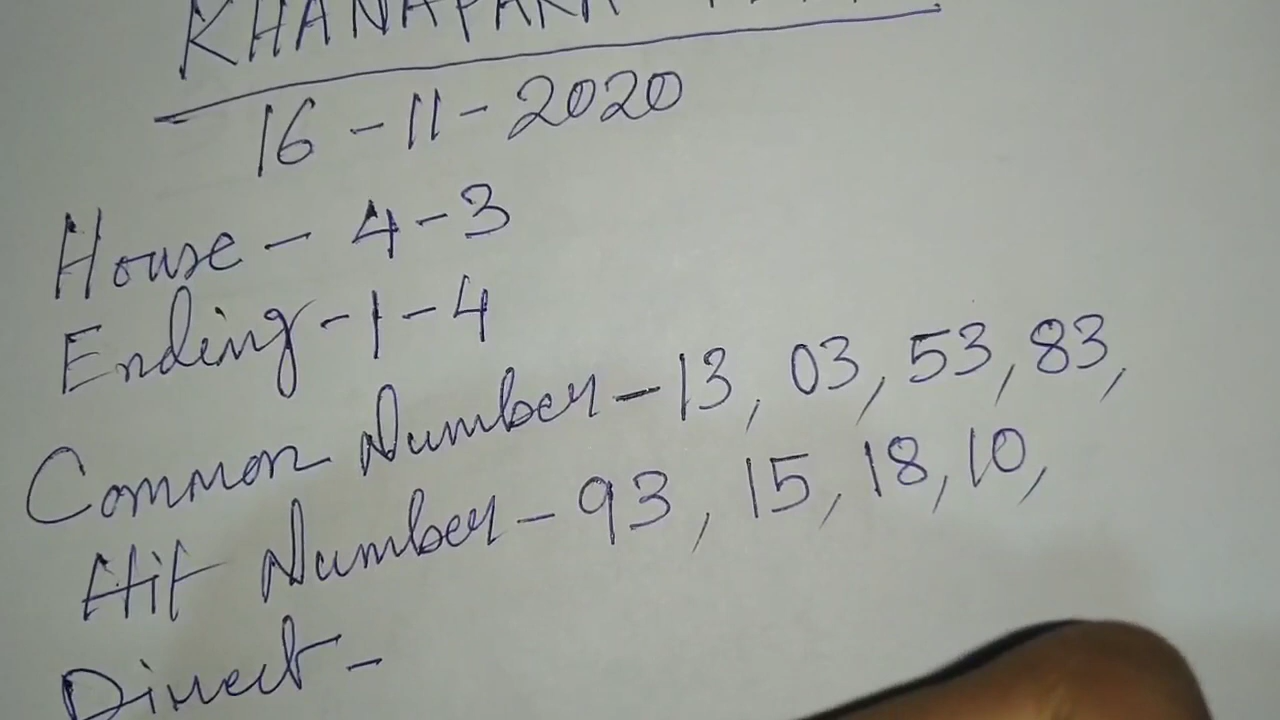 KHANAPARA
16-11-2020
House - 4-3
Ending - 1-4
Common Number - 13, 03, 53, 83,
Hit Number - 93, 15, 18, 10,
Direct -